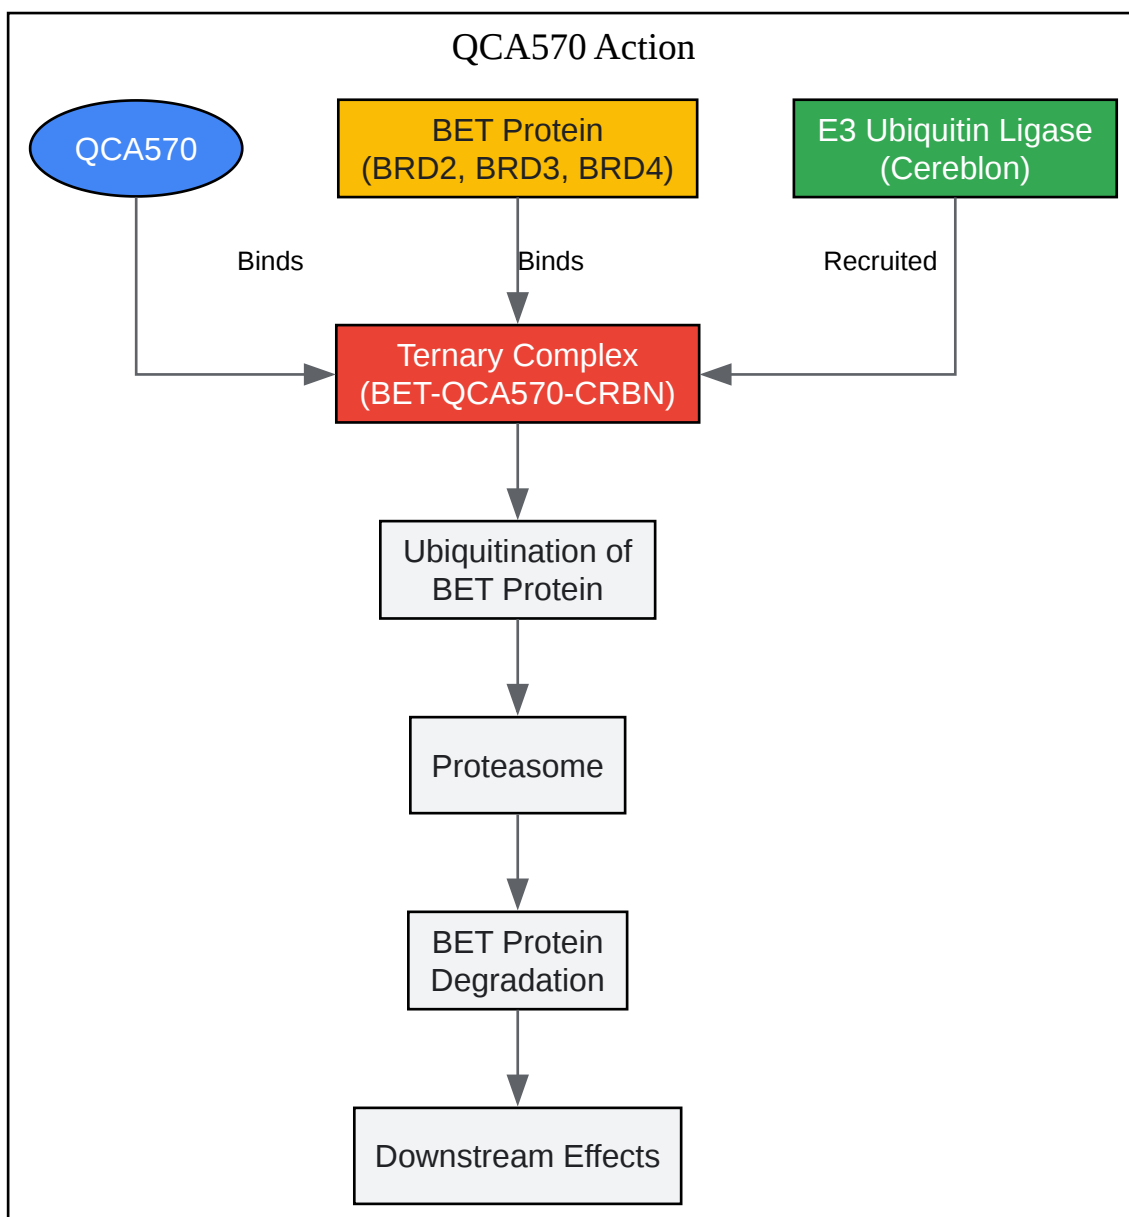 QCA570 Action
QCA570
BET Protein
(BRD2, BRD3, BRD4)
E3 Ubiquitin Ligase
(Cereblon)
Binds
Binds
Recruited
Ternary Complex
(BET-QCA570-CRBN)
Ubiquitination of
BET Protein
Proteasome
BET Protein
Degradation
Downstream Effects